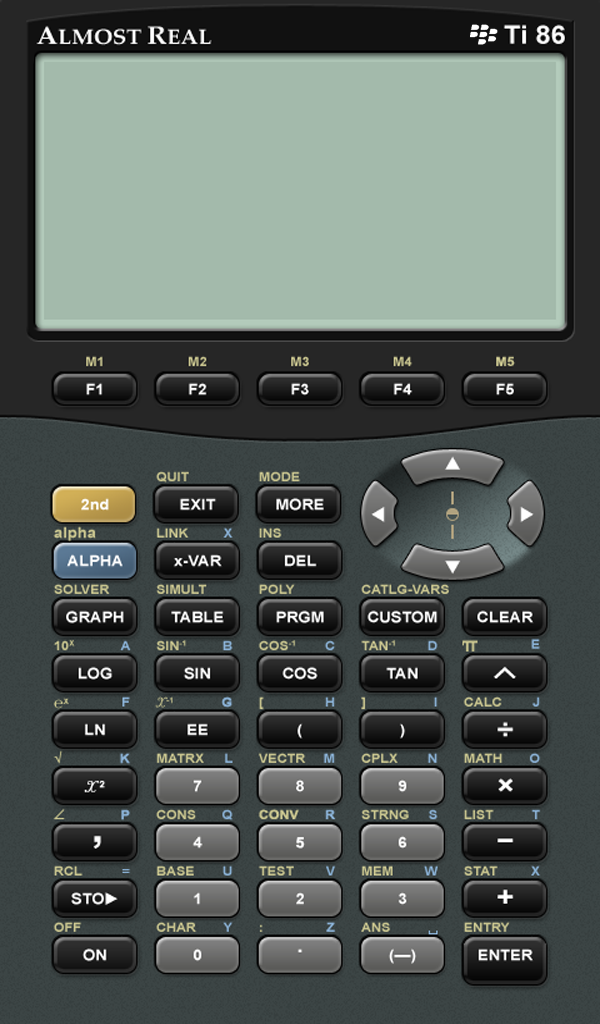 ALMOST REAL Ti 86
M1 M2 M3 M4 M5
F1 F2 F3 F4 F5
QUIT MODE
2nd EXIT MORE
alpha LINK X INS
ALPHA x-VAR DEL
SOLVER SIMULT POLY CATLG-VARS
GRAPH TABLE PRGM CUSTOM CLEAR
10ˣ A SIN⁻¹ B COS⁻¹ C TAN⁻¹ D π E
LOG SIN COS TAN ^
eˣ F x⁻¹ G [ H ] I CALC J
LN EE ( ) ÷
√ K MATRX L VECTR M CPLX N MATH O
x² 7 8 9 ×
∠ P CONS Q CONV R STRNG S LIST T
, 4 5 6 −
RCL = BASE U TEST V MEM W STAT X
STO▶ 1 2 3 +
OFF CHAR Y : Z ANS ␣ ENTRY
ON 0 . (—) ENTER